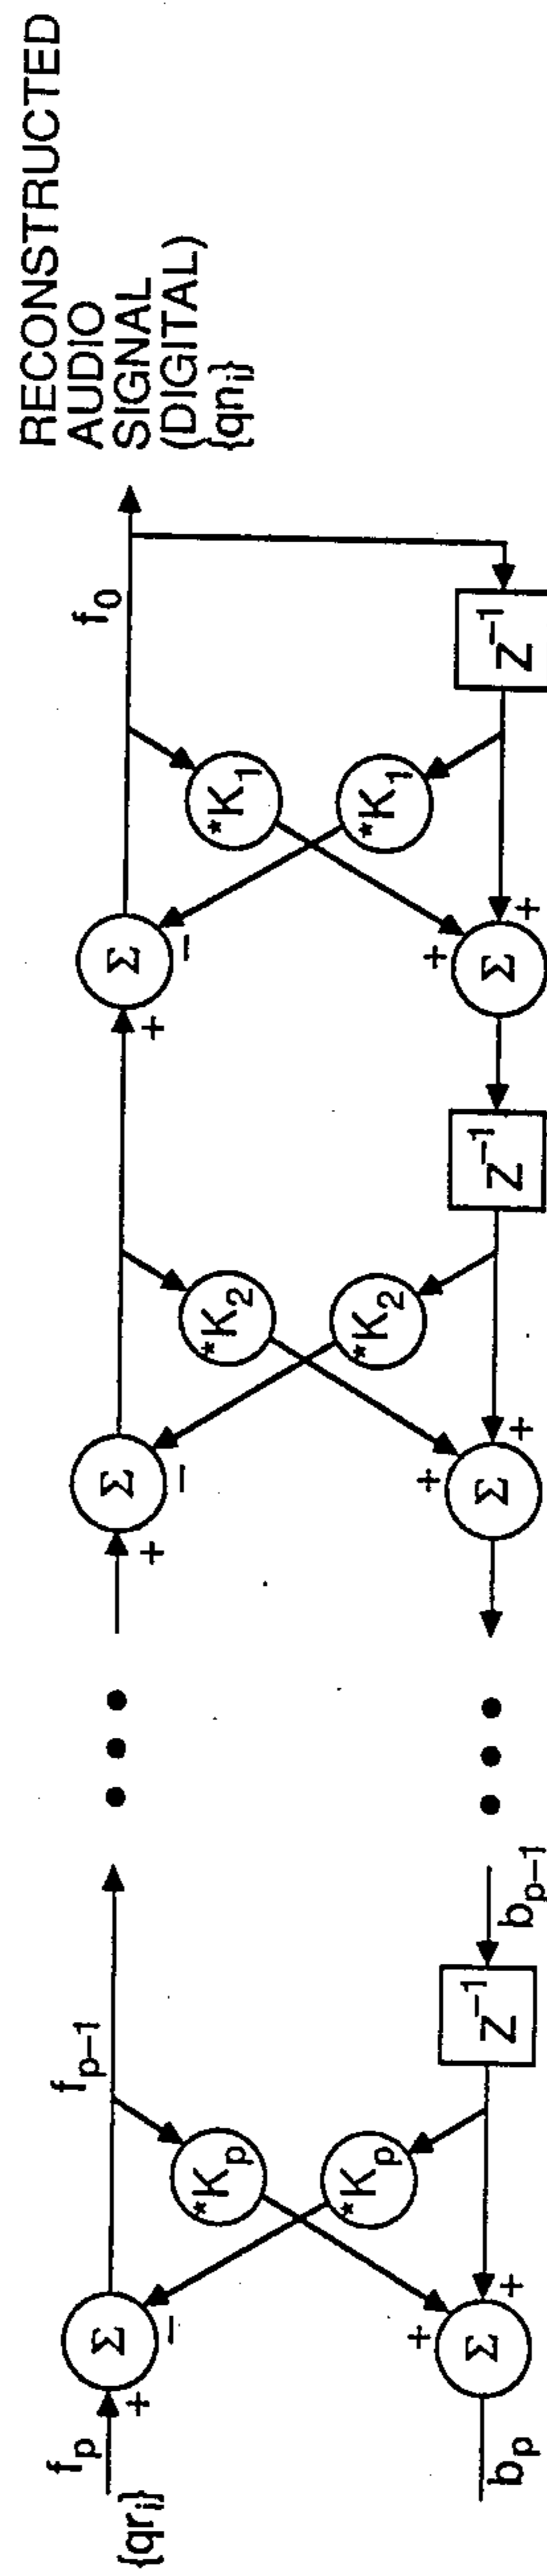 RECONSTRUCTED
AUDIO
SIGNAL
(DIGITAL)
{qn_i}
f_0
Z^-1
*K_1
*K_1
Σ
+
−
Σ
+
+
Z^-1
*K_2
*K_2
Σ
+
−
Σ
+
+
b_p-1
Z^-1
f_p-1
*K_p
*K_p
Σ
+
−
Σ
+
+
f_p
{qr_i}
b_p